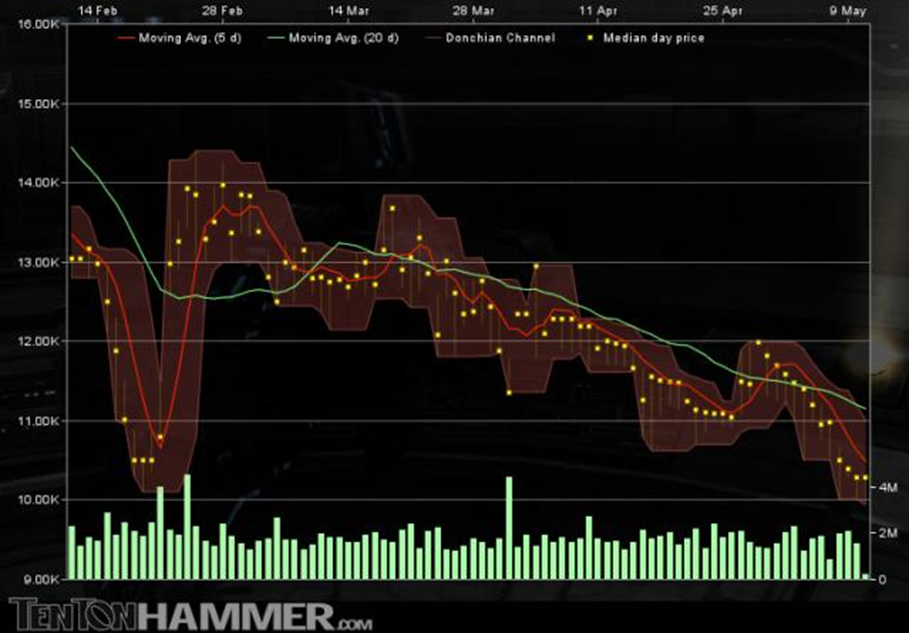 14 Feb 28 Feb 14 Mar 28 Mar 11 Apr 25 Apr 9 May
16.00K
Moving Avg. (5 d) Moving Avg. (20 d) Donchian Channel Median day price
15.00K
14.00K
13.00K
12.00K
11.00K
10.00K
4M
2M
9.00K 0
TENTONHAMMER.COM